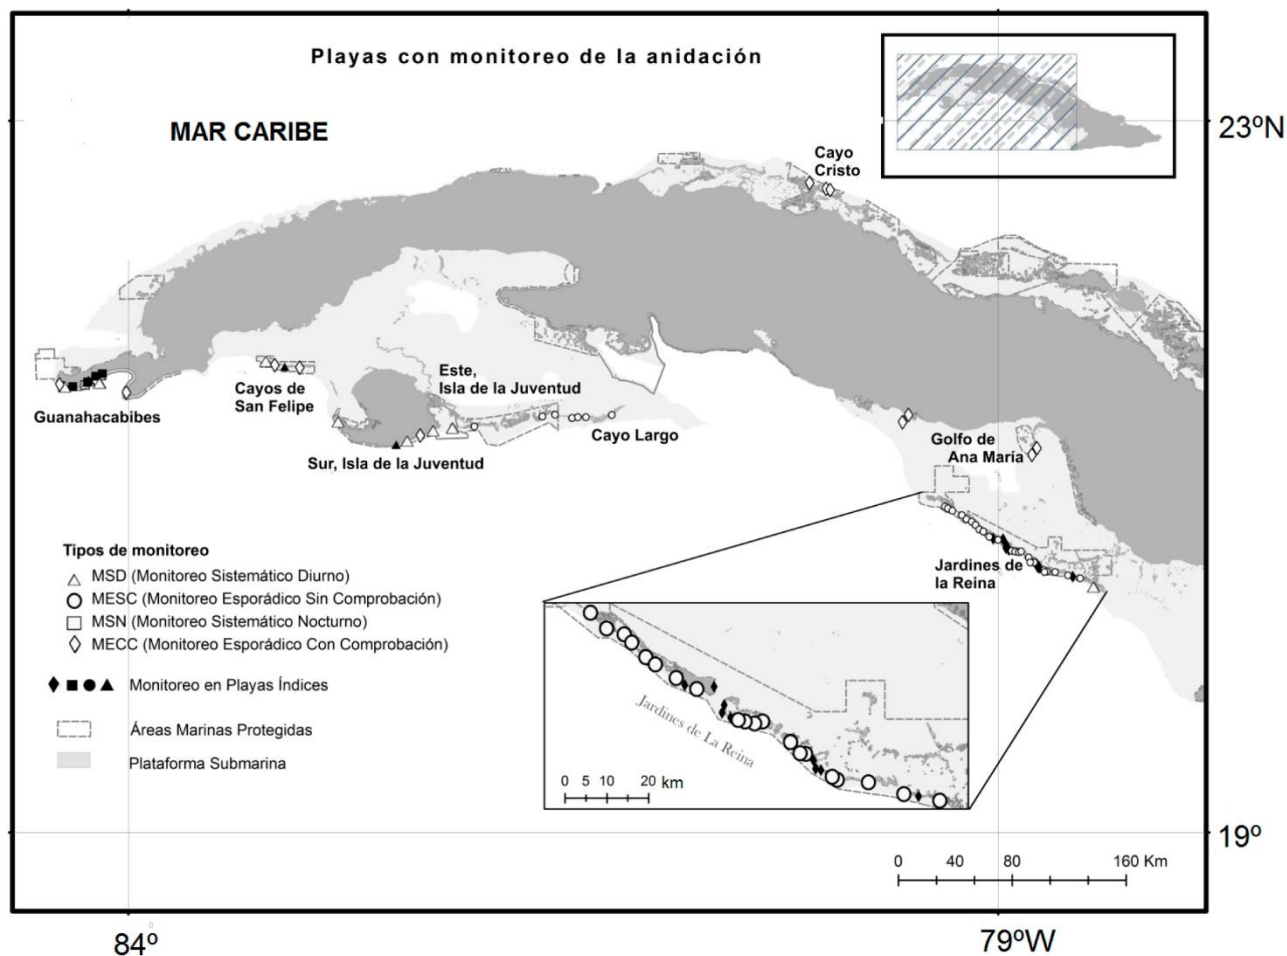 Playas con monitoreo de la anidación
MAR CARIBE
23ºN
Cayo
Cristo
Este,
Isla de la Juventud
Cayos de
San Felipe
Guanahacabibes
Cayo Largo
Sur, Isla de la Juventud
Golfo de
Ana María
Jardines de
la Reina
Tipos de monitoreo
MSD (Monitoreo Sistemático Diurno)
MESC (Monitoreo Esporádico Sin Comprobación)
MSN (Monitoreo Sistemático Nocturno)
MECC (Monitoreo Esporádico Con Comprobación)
Monitoreo en Playas Índices
Áreas Marinas Protegidas
Plataforma Submarina
Jardines de La Reina
0 5 10 20 km
19º
0 40 80 160 Km
84º
79ºW